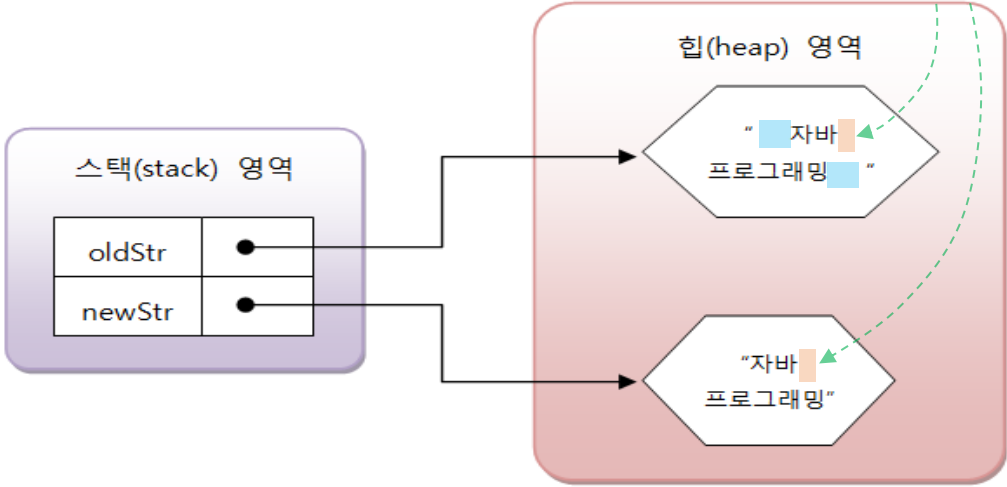 힙(heap) 영역
" 자바
프로그래밍 "
스택(stack) 영역
oldStr
newStr
"자바
프로그래밍"